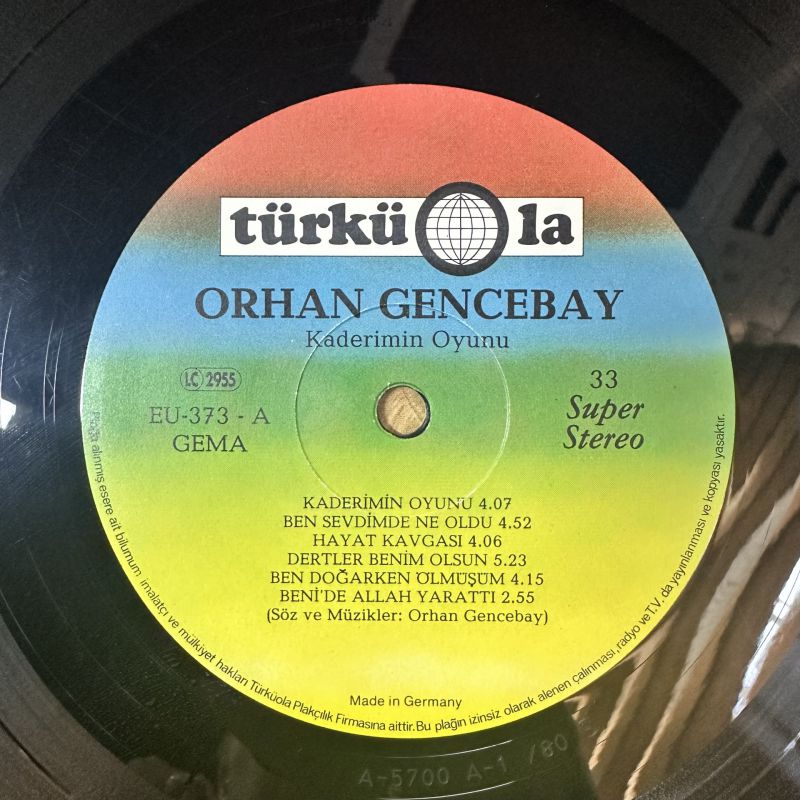 türkü ola
ORHAN GENCEBAY
Kaderimin Oyunu
LC 2955
EU-373 - A
GEMA
33
Super
Stereo
KADERİMİN OYUNU 4.07
BEN SEVDİMDE NE OLDU 4.52
HAYAT KAVGASI 4.06
DERTLER BENİM OLSUN 5.23
BEN DOĞARKEN ÖLMÜŞÜM 4.15
BENİ'DE ALLAH YARATTI 2.55
(Söz ve Müzikler: Orhan Gencebay)
Made in Germany
Plağa alınmış esere ait bilumum imalatçı ve mülkiyet hakları Türküola Plakçılık Firmasına aittir. Bu plağın izinsiz olarak alenen çalınması, radyo ve T.V. da yayınlanması ve kopyası yasaktır.
A-5700 A-1 /80